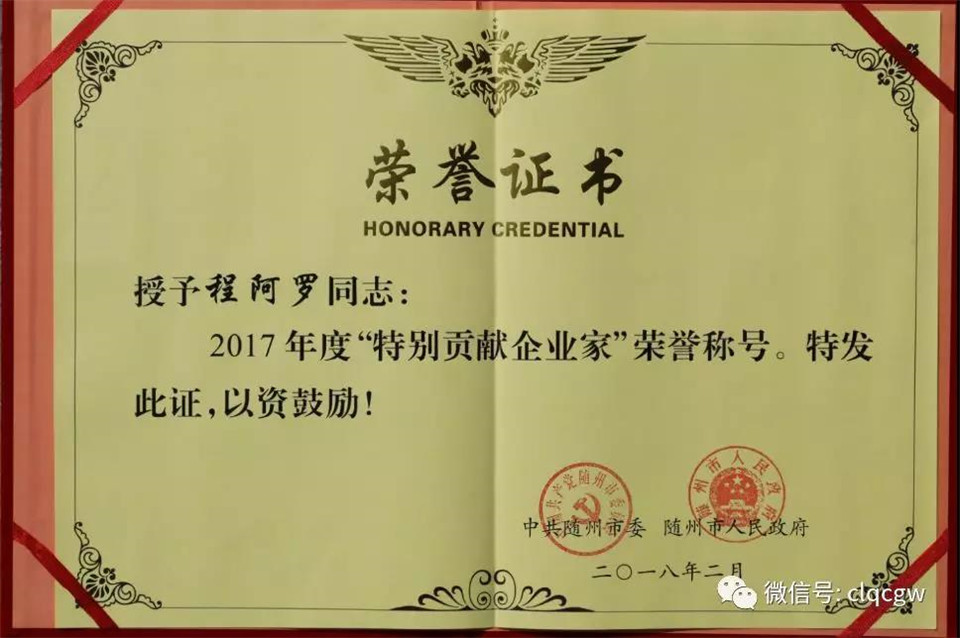 荣誉证书
HONORARY CREDENTIAL
授予程阿罗同志：
2017年度“特别贡献企业家”荣誉称号。特发
此证，以资鼓励！
中共随州市委 随州市人民政府
二〇一八年二月
微信号: clqcgw